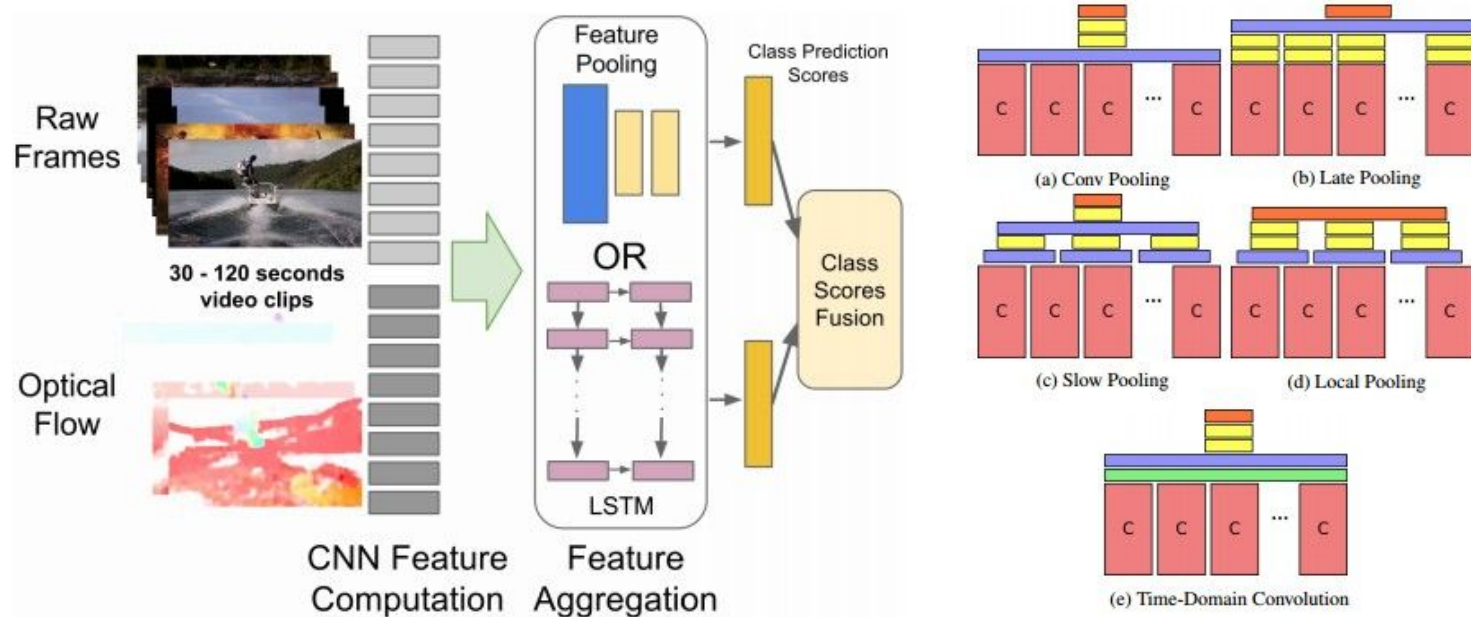 Raw
Frames
30 - 120 seconds
video clips
Optical
Flow
CNN Feature
Computation
Feature
Pooling
OR
LSTM
Feature
Aggregation
Class Prediction
Scores
Class
Scores
Fusion
C C C ... C
(a) Conv Pooling
C C C ... C
(b) Late Pooling
C C C ... C
(c) Slow Pooling
C C C ... C
(d) Local Pooling
C C C ... C
(e) Time-Domain Convolution